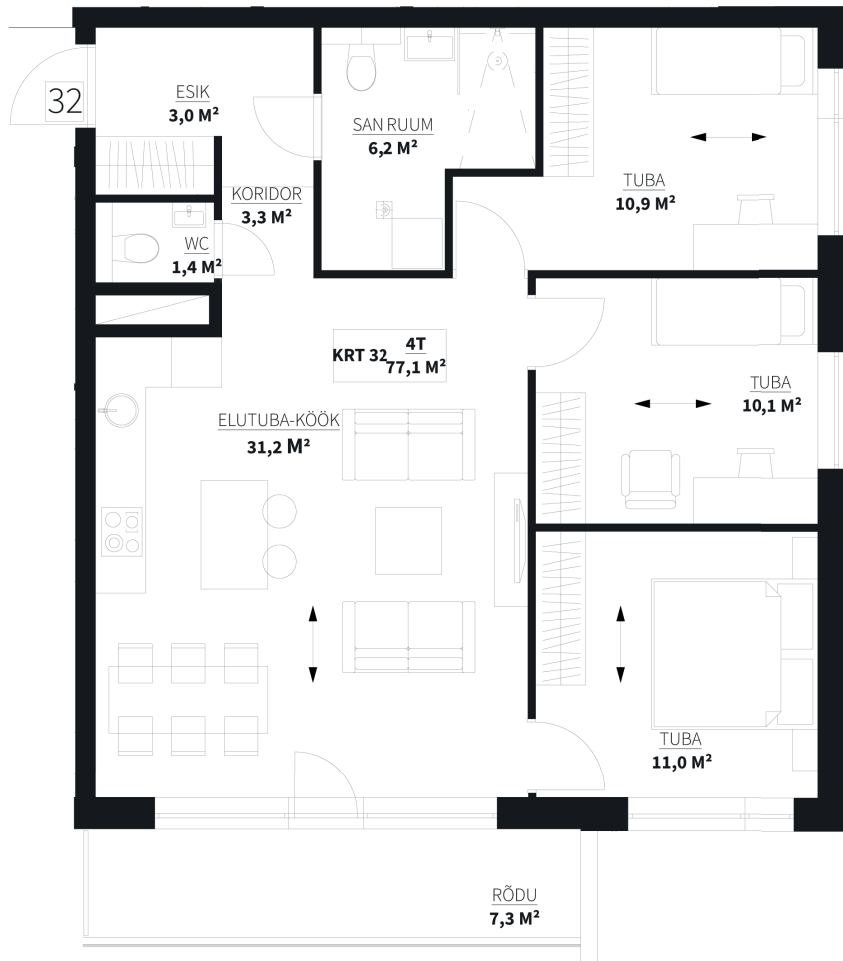 32
ESIK
3,0 M²
SAN RUUM
6,2 M²
TUBA
10,9 M²
KORIDOR
3,3 M²
WC
1,4 M²
KRT 32
4T
77,1 M²
TUBA
10,1 M²
ELUTUBA-KÖÖK
31,2 M²
TUBA
11,0 M²
RÕDU
7,3 M²